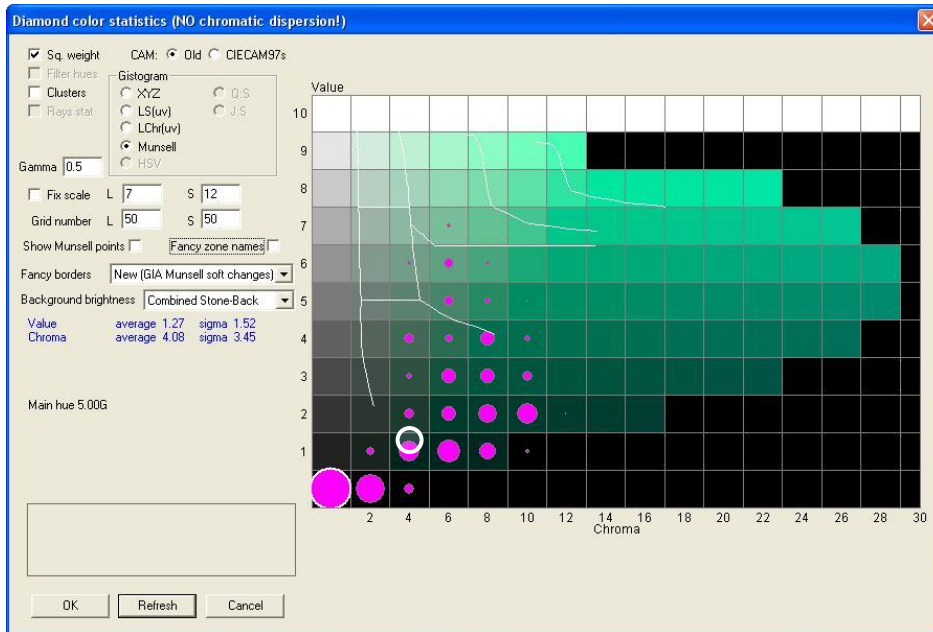 Diamond color statistics (NO chromatic dispersion!)
Sq. weight CAM: Old CIECAM97s
Filter hues
Clusters
Rays stat
Gistogram
XYZ Q:S
LS(uv) J:S
LChr(uv)
Munsell
HSV
Gamma 0.5
Fix scale L 7 S 12
Grid number L 50 S 50
Show Munsell points Fancy zone names
Fancy borders New (GIA Munsell soft changes)
Background brightness Combined Stone-Back
Value average 1.27 sigma 1.52
Chroma average 4.08 sigma 3.45
Main hue 5.00G
OK Refresh Cancel
Value
10
9
8
7
6
5
4
3
2
1
2 4 6 8 10 12 14 16 18 20 22 23 26 28 30
Chroma